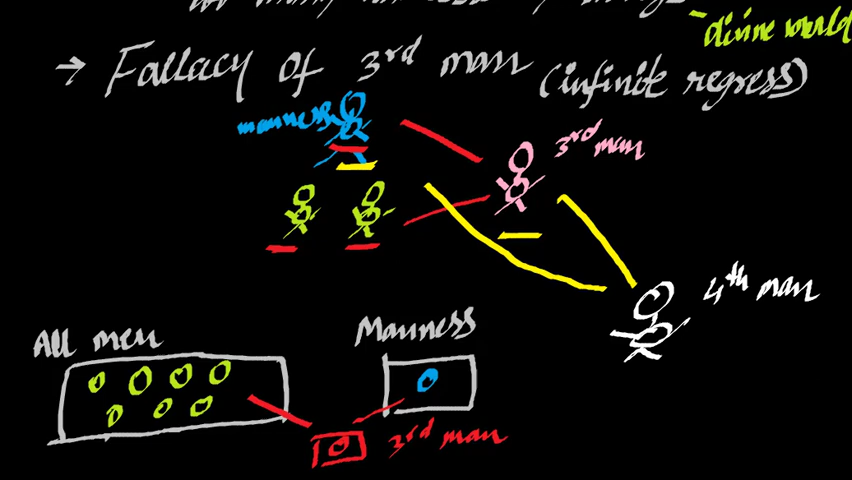 divine world
→ Fallacy of 3rd man (infinite regress)
manness
3rd man
4th man
All men
Manness
3rd man